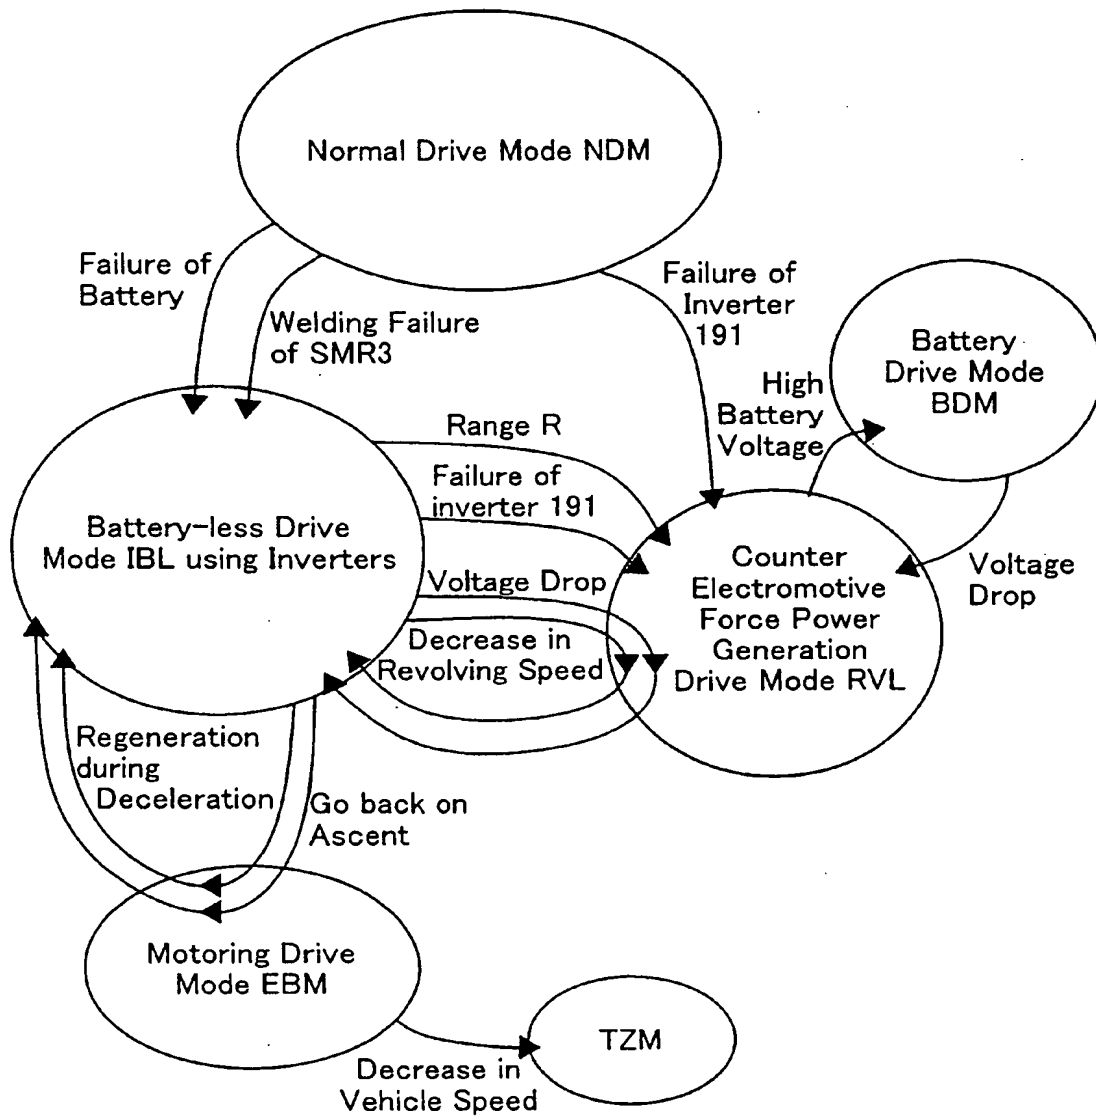 Normal Drive Mode NDM
Failure of
Battery
Welding Failure
of SMR3
Failure of
Inverter
191
Battery
Drive Mode
BDM
High
Battery
Voltage
Range R
Failure of
inverter 191
Battery-less Drive
Mode IBL using Inverters
Voltage Drop
Decrease in
Revolving Speed
Counter
Electromotive
Force Power
Generation
Drive Mode RVL
Voltage
Drop
Regeneration
during
Deceleration
Go back on
Ascent
Motoring Drive
Mode EBM
TZM
Decrease in
Vehicle Speed